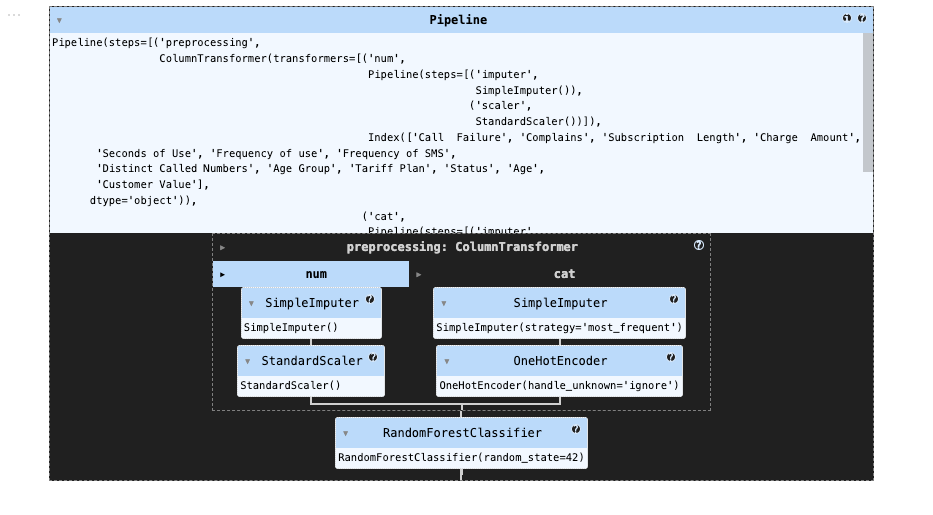 ...
Pipeline
i ?
Pipeline(steps=[('preprocessing',
ColumnTransformer(transformers=[('num',
Pipeline(steps=[('imputer',
SimpleImputer()),
('scaler',
StandardScaler())]),
Index(['Call  Failure', 'Complains', 'Subscription  Length', 'Charge  Amount',
'Seconds of Use', 'Frequency of use', 'Frequency of SMS',
'Distinct Called Numbers', 'Age Group', 'Tariff Plan', 'Status', 'Age',
'Customer Value'],
dtype='object')),
('cat',
Pipeline(steps=[('imputer',
preprocessing: ColumnTransformer ?
num cat
SimpleImputer ? SimpleImputer ?
SimpleImputer() SimpleImputer(strategy='most_frequent')
StandardScaler ? OneHotEncoder ?
StandardScaler() OneHotEncoder(handle_unknown='ignore')
RandomForestClassifier ?
RandomForestClassifier(random_state=42)